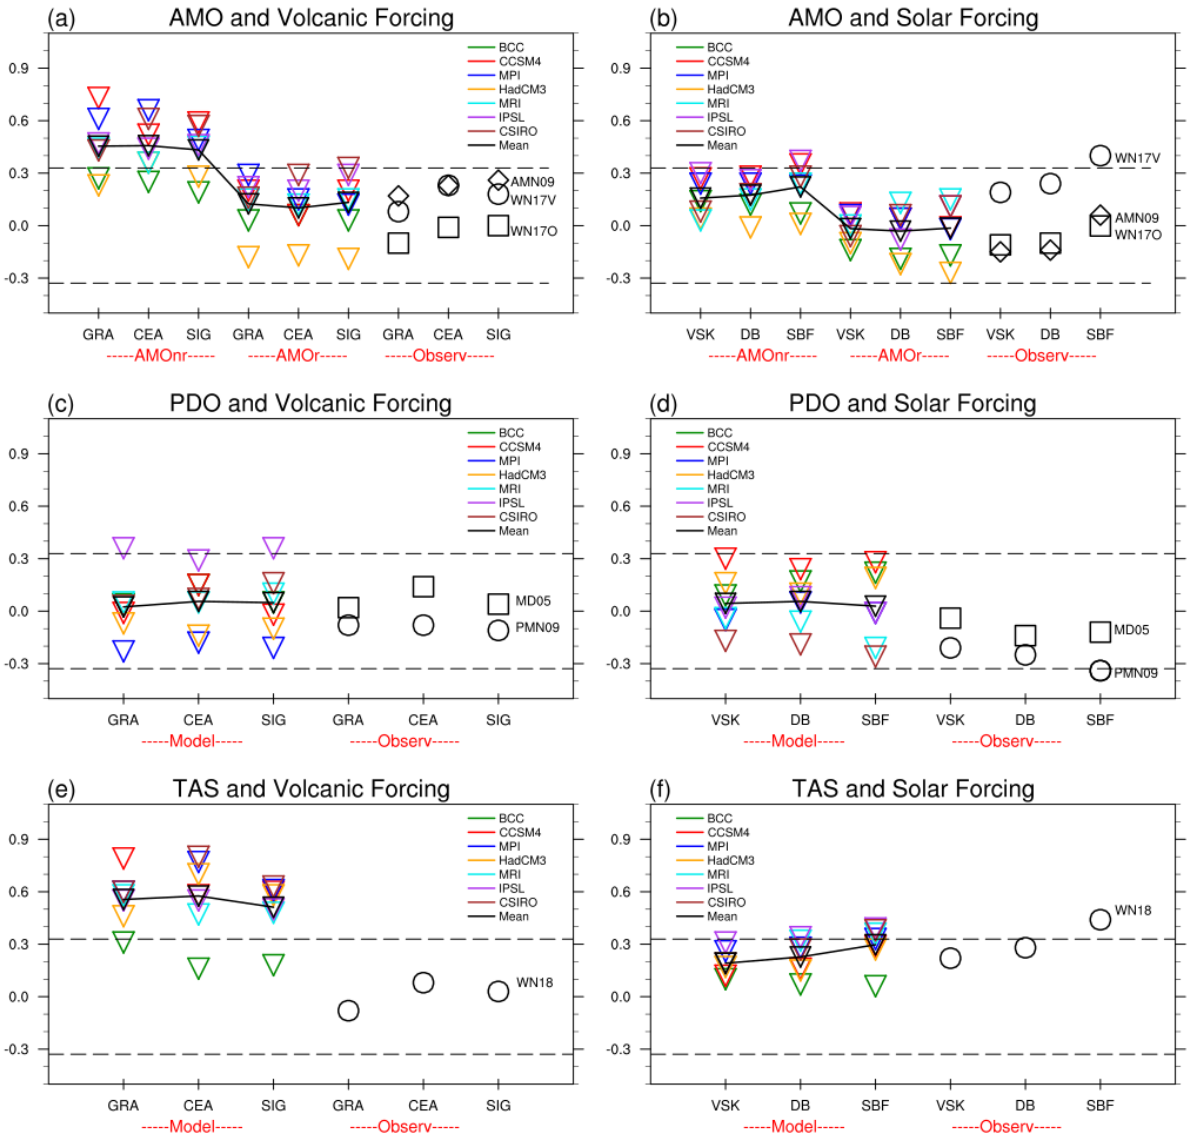 (a) AMO and Volcanic Forcing
0.9
0.6
0.3
0.0
-0.3
BCC
CCSM4
MPI
HadCM3
MRI
IPSL
CSIRO
Mean
AMN09
WN17V
WN17O
GRA CEA SIG GRA CEA SIG GRA CEA SIG
-----AMOnr----- -----AMOr----- -----Observ-----
(b) AMO and Solar Forcing
BCC
CCSM4
MPI
HadCM3
MRI
IPSL
CSIRO
Mean
WN17V
AMN09
WN17O
0.9
0.6
0.3
0.0
-0.3
VSK DB SBF VSK DB SBF VSK DB SBF
-----AMOnr----- -----AMOr----- -----Observ-----
(c) PDO and Volcanic Forcing
0.9
0.6
0.3
0.0
-0.3
BCC
CCSM4
MPI
HadCM3
MRI
IPSL
CSIRO
Mean
MD05
PMN09
GRA CEA SIG GRA CEA SIG
-----Model----- -----Observ-----
(d) PDO and Solar Forcing
BCC
CCSM4
MPI
HadCM3
MRI
IPSL
CSIRO
Mean
MD05
PMN09
0.9
0.6
0.3
0.0
-0.3
VSK DB SBF VSK DB SBF
-----Model----- -----Observ-----
(e) TAS and Volcanic Forcing
0.9
0.6
0.3
0.0
-0.3
BCC
CCSM4
MPI
HadCM3
MRI
IPSL
CSIRO
Mean
WN18
GRA CEA SIG GRA CEA SIG
-----Model----- -----Observ-----
(f) TAS and Solar Forcing
BCC
CCSM4
MPI
HadCM3
MRI
IPSL
CSIRO
Mean
WN18
0.9
0.6
0.3
0.0
-0.3
VSK DB SBF VSK DB SBF
-----Model----- -----Observ-----